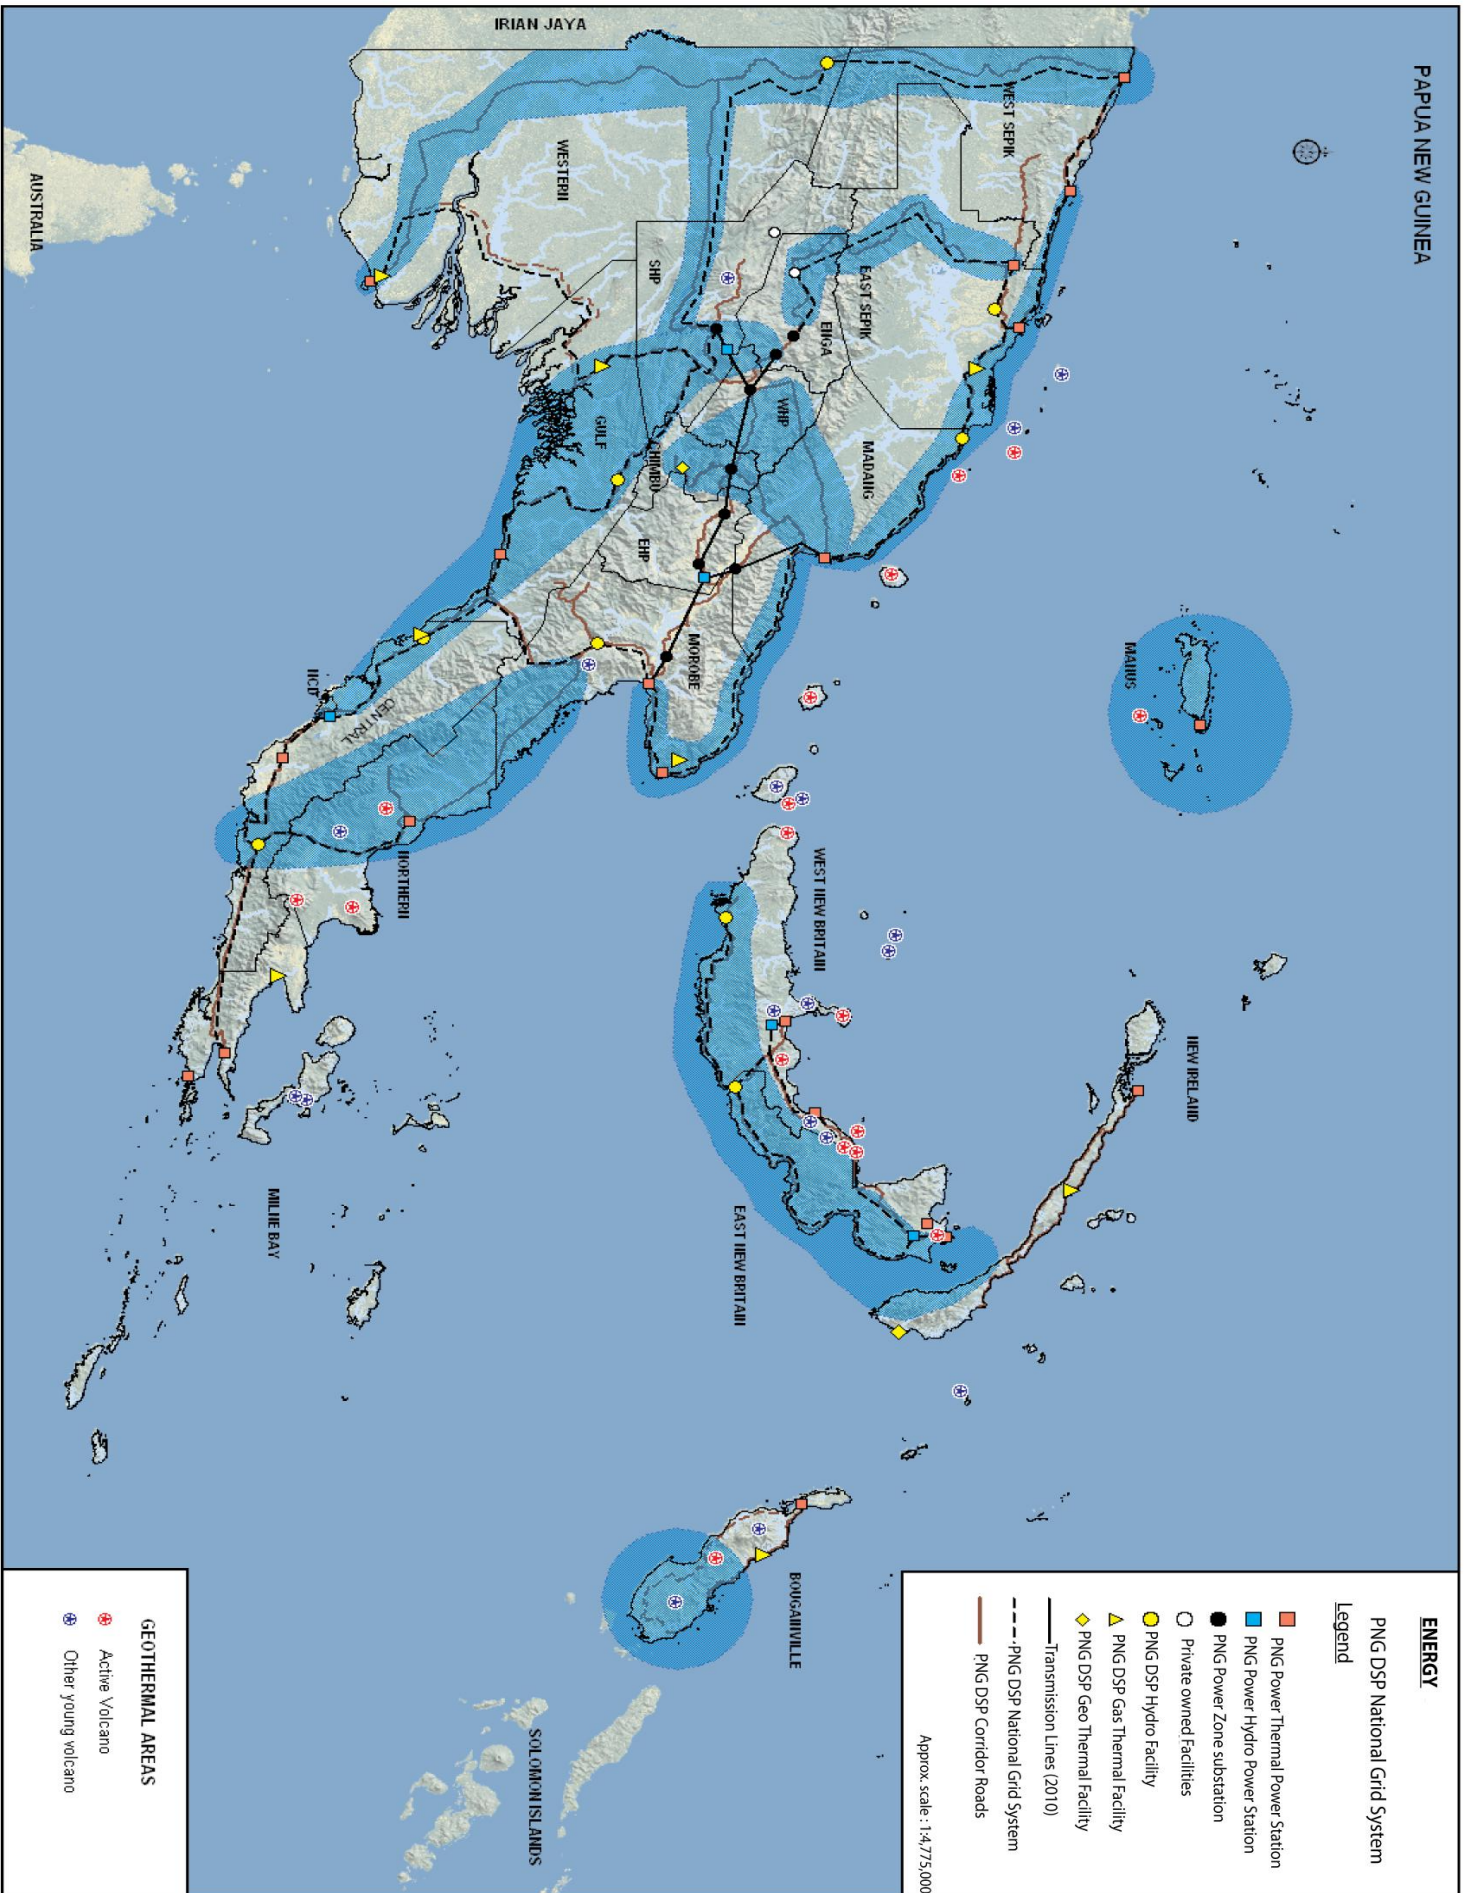 PAPUA NEW GUINEA
IRIAN JAYA
WEST SEPIK
EAST SEPIK
WESTERN
SHP
ENGA
WHP
MADANG
GULF
CHIMBU
EHP
MOROBE
MANUS
NCD
CENTRAL
NORTHERN
WEST NEW BRITAIN
EAST NEW BRITAIN
NEW IRELAND
MILNE BAY
BOUGAINVILLE
SOLOMON ISLANDS
AUSTRALIA
ENERGY
PNG DSP National Grid System
Legend
PNG Power Thermal Power Station
PNG Power Hydro Power Station
PNG Power Zone substation
Private owned Facilities
PNG DSP Hydro Facility
PNG DSP Gas Thermal Facility
PNG DSP Geo Thermal Facility
Transmission Lines (2010)
PNG DSP National Grid System
PNG DSP Corridor Roads
Approx. scale : 1:4,775,000
GEOTHERMAL AREAS
Active Volcano
Other young volcano